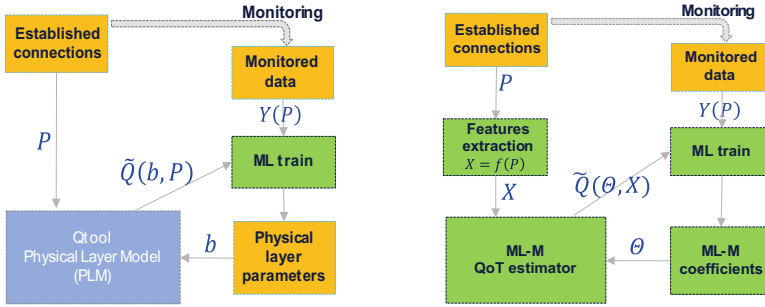 Monitoring
Established
connections
Monitored
data
P
Y(P)
Q̃(b, P)
ML train
Qtool
Physical Layer Model
(PLM)
b
Physical
layer
parameters
Monitoring
Established
connections
Monitored
data
P
Y(P)
Features
extraction
X = f(P)
ML train
X
Q̃(Θ, X)
ML-M
QoT estimator
Θ
ML-M
coefficients